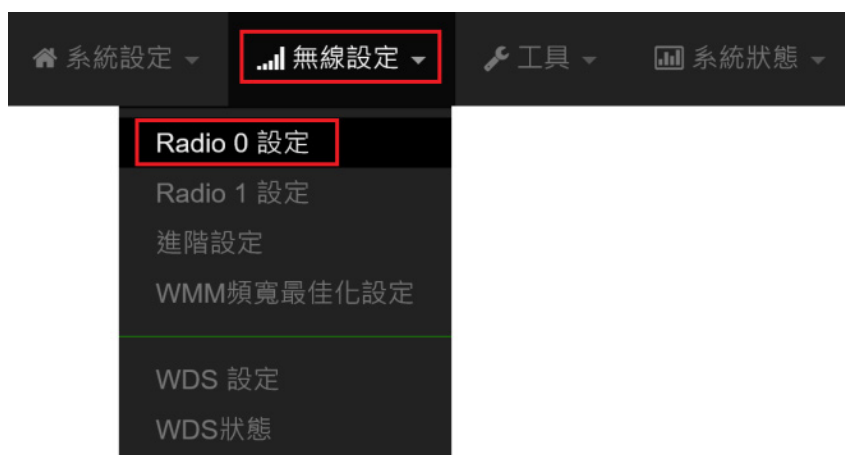 系統設定 無線設定 工具 系統狀態
Radio 0 設定
Radio 1 設定
進階設定
WMM頻寬最佳化設定
WDS 設定
WDS狀態